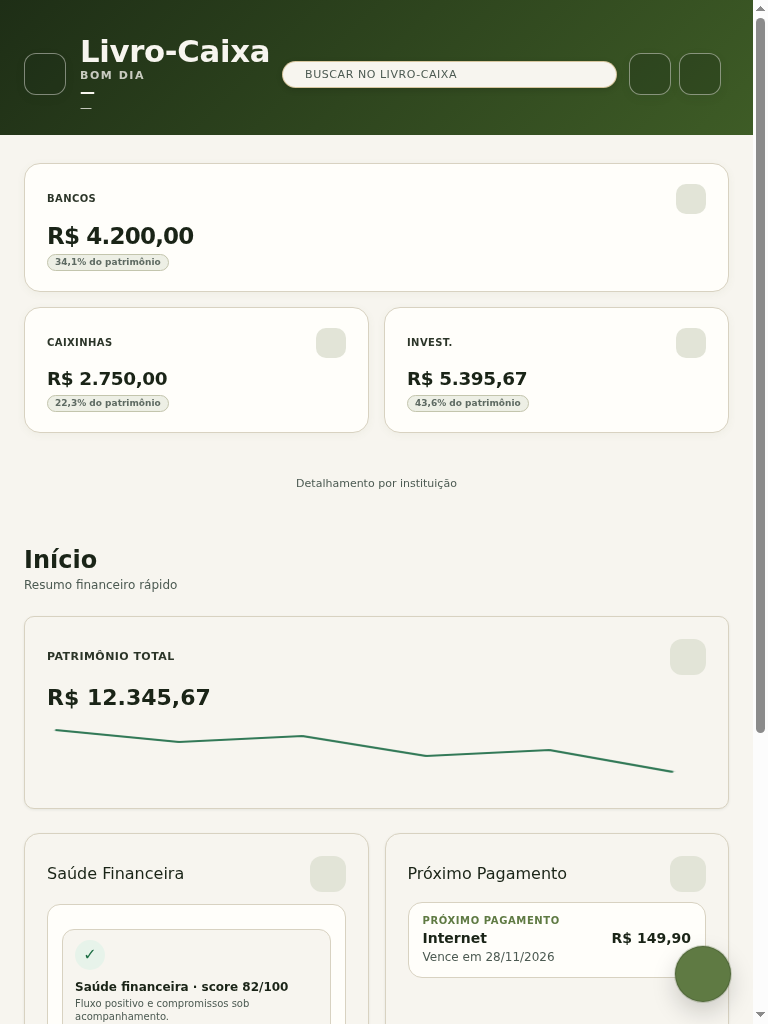 Livro-Caixa
BOM DIA
—
—
BUSCAR NO LIVRO-CAIXA
BANCOS
R$ 4.200,00
34,1% do patrimônio
CAIXINHAS
R$ 2.750,00
22,3% do patrimônio
INVEST.
R$ 5.395,67
43,6% do patrimônio
Detalhamento por instituição
Início
Resumo financeiro rápido
PATRIMÔNIO TOTAL
R$ 12.345,67
Saúde Financeira
✓
Saúde financeira · score 82/100
Fluxo positivo e compromissos sob
acompanhamento.
Próximo Pagamento
PRÓXIMO PAGAMENTO
Internet R$ 149,90
Vence em 28/11/2026